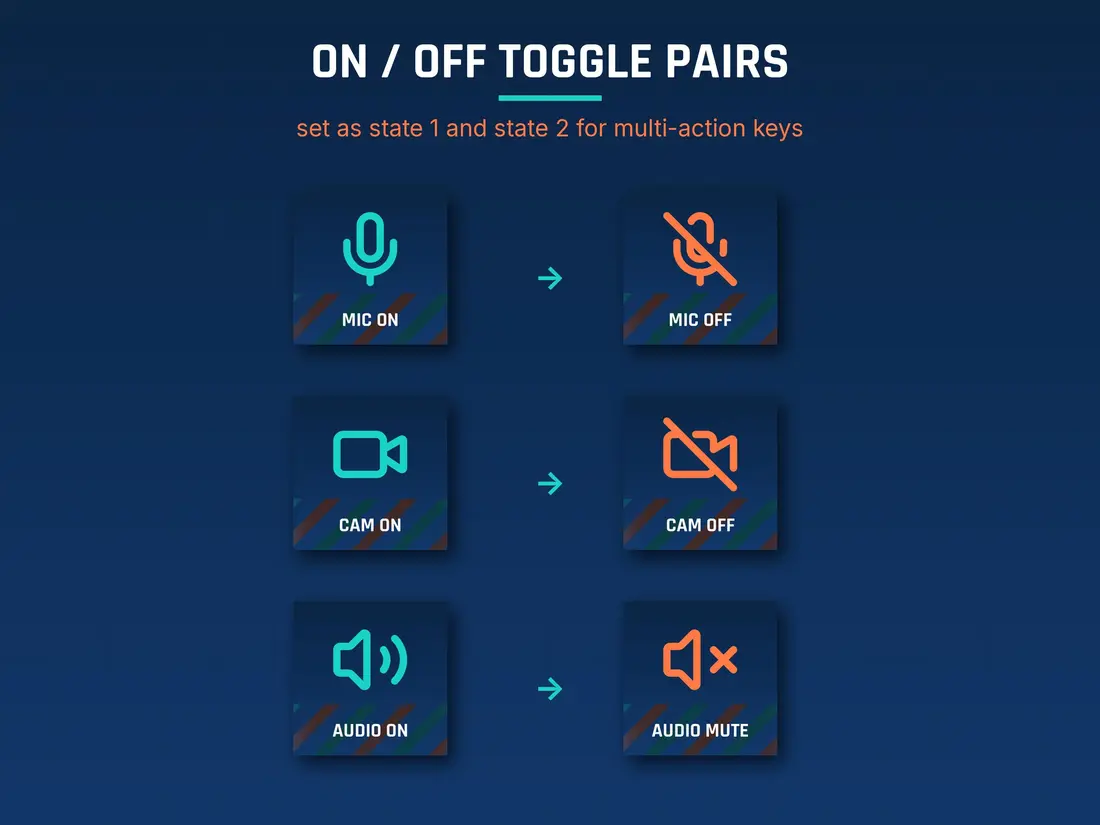 ON / OFF TOGGLE PAIRS
set as state 1 and state 2 for multi-action keys
MIC ON
MIC OFF
CAM ON
CAM OFF
AUDIO ON
AUDIO MUTE